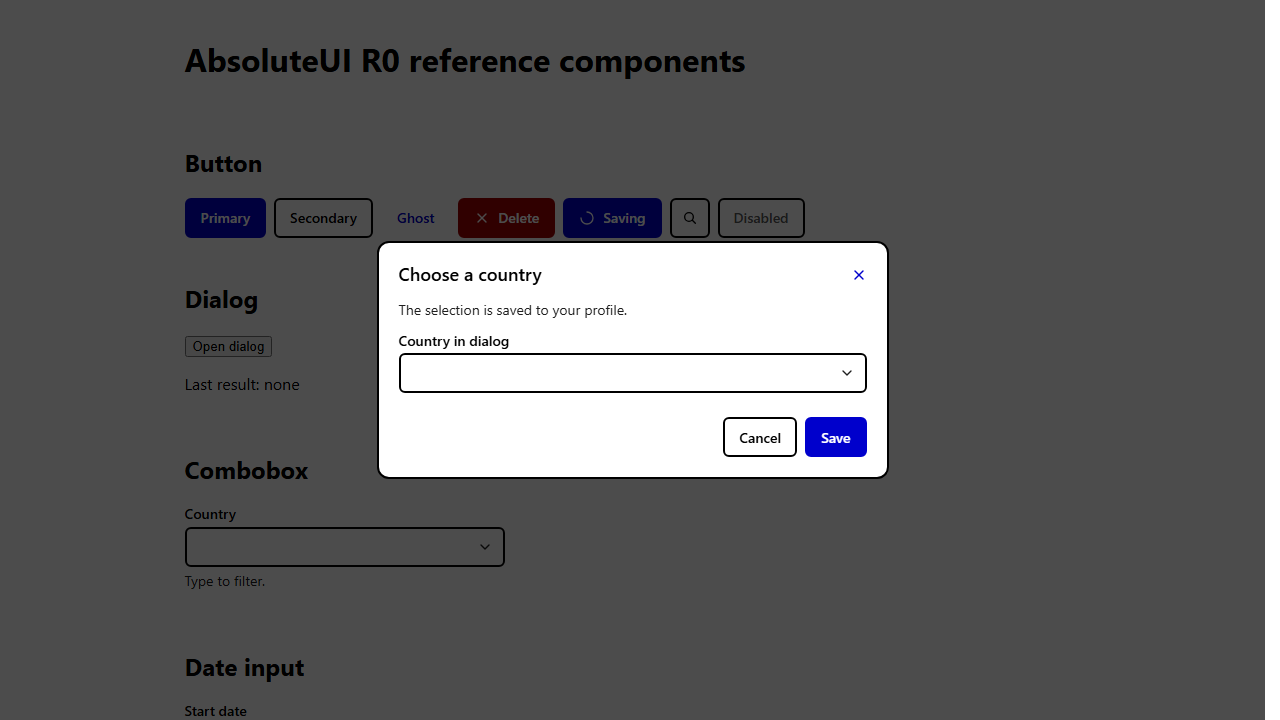 AbsoluteUI R0 reference components
Button
Primary
Secondary
Ghost
Delete
Saving
Disabled
Dialog
Open dialog
Last result: none
Choose a country
The selection is saved to your profile.
Country in dialog
Cancel
Save
Combobox
Country
Type to filter.
Date input
Start date